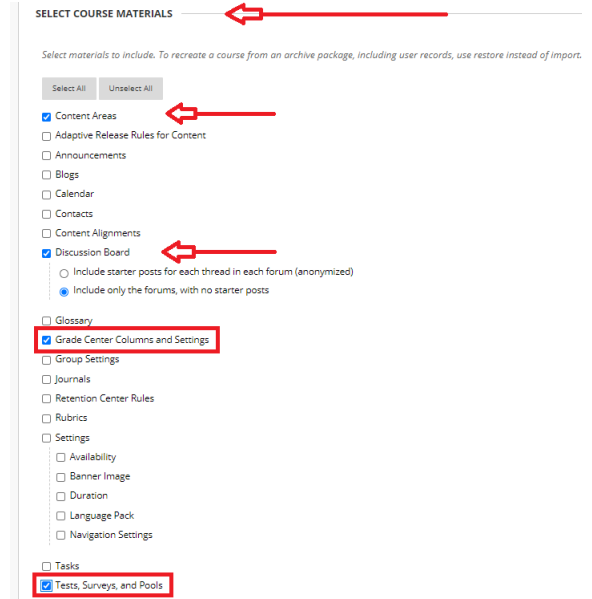 SELECT COURSE MATERIALS
Select materials to include. To recreate a course from an archive package, including user records, use restore instead of import.
Select All Unselect All
Content Areas
Adaptive Release Rules for Content
Announcements
Blogs
Calendar
Contacts
Content Alignments
Discussion Board
Include starter posts for each thread in each forum (anonymized)
Include only the forums, with no starter posts
Glossary
Grade Center Columns and Settings
Group Settings
Journals
Retention Center Rules
Rubrics
Settings
Availability
Banner Image
Duration
Language Pack
Navigation Settings
Tasks
Tests, Surveys, and Pools